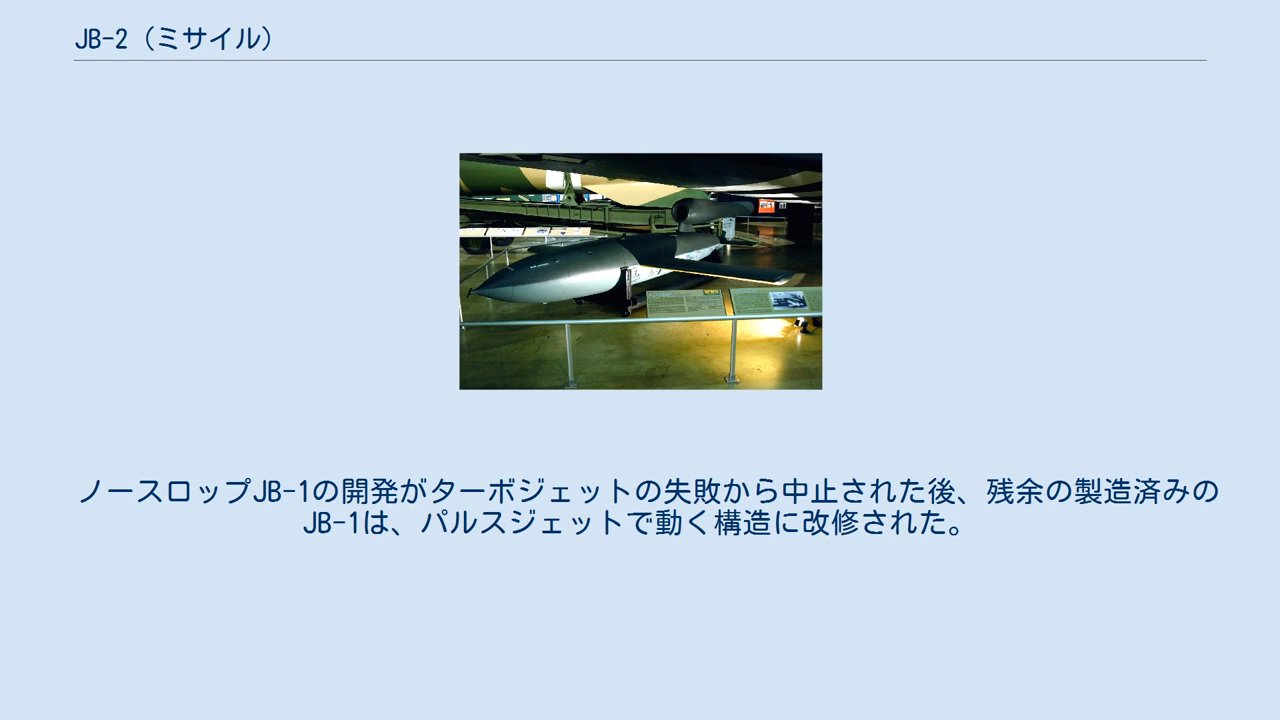 JB-2（ミサイル）
ノースロップJB-1の開発がターボジェットの失敗から中止された後、残余の製造済みの
JB-1は、パルスジェットで動く構造に改修された。